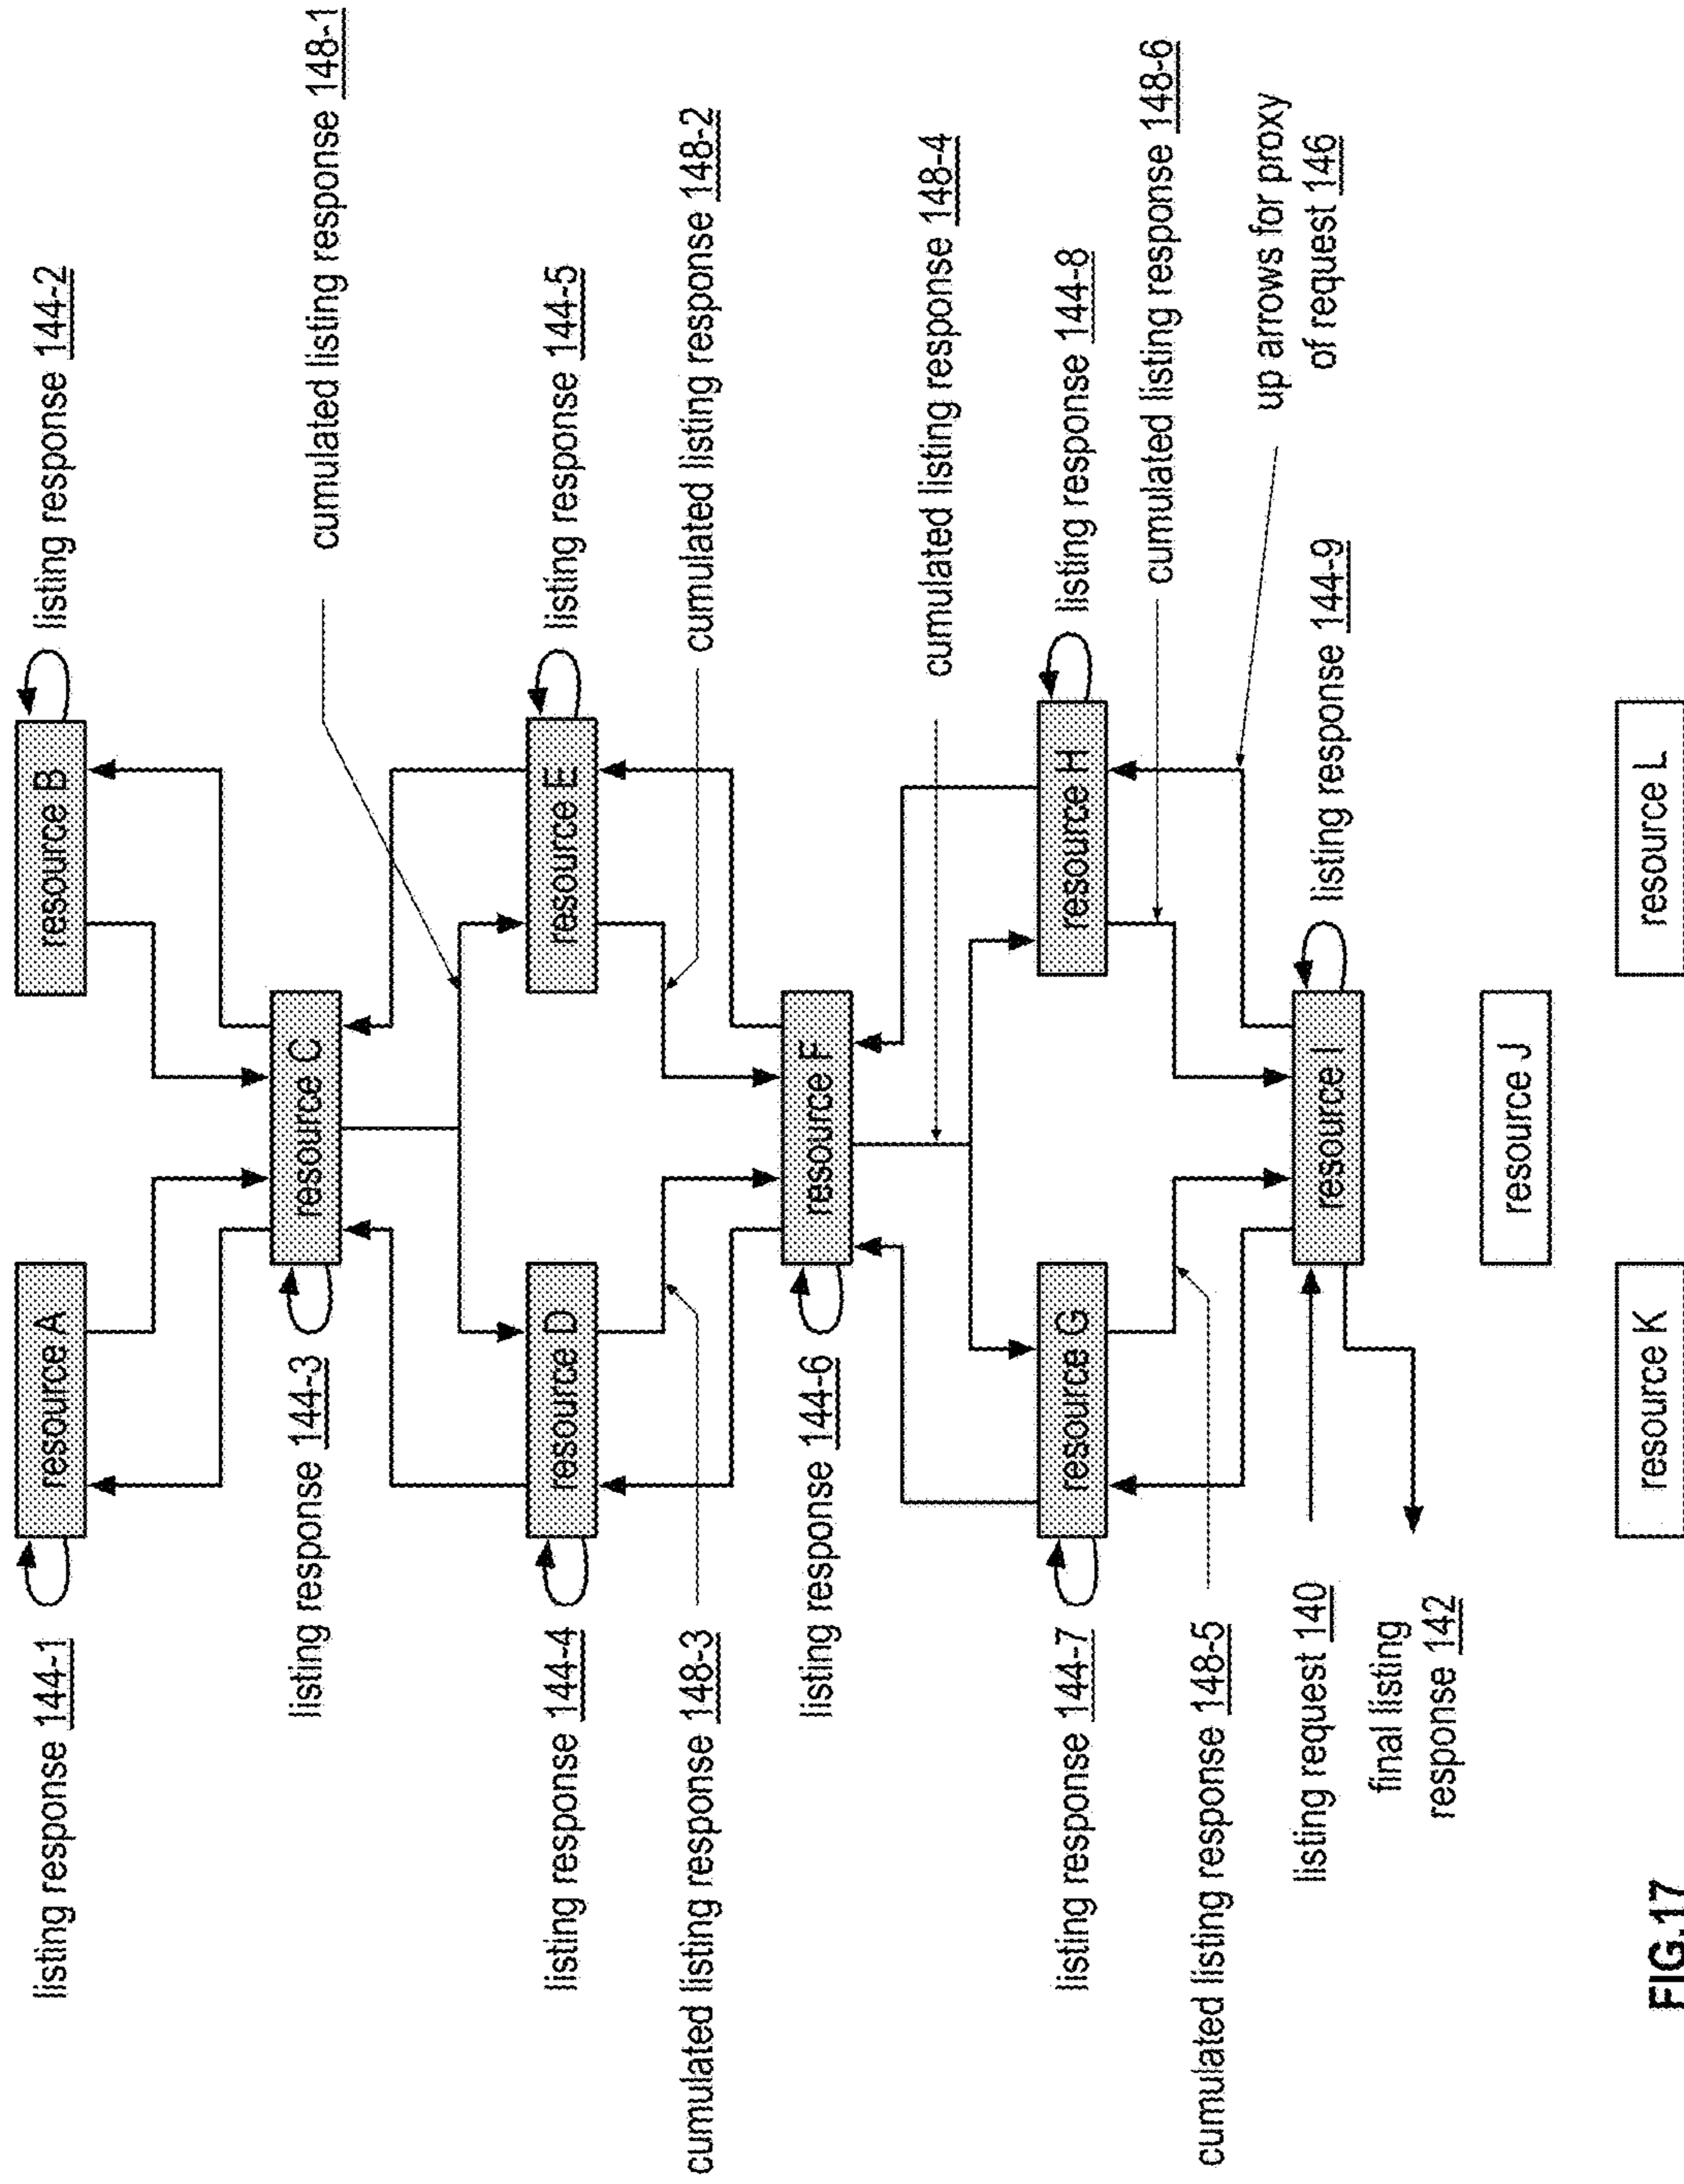 listing response 144-1
resource A
resource B
listing response 144-2
listing response 144-3
resource C
cumulated listing response 148-1
listing response 144-4
resource D
resource E
listing response 144-5
cumulated listing response 148-3
cumulated listing response 148-2
listing response 144-6
resource F
cumulated listing response 148-4
listing response 144-7
resource G
resource H
listing response 144-8
cumulated listing response 148-5
cumulated listing response 148-6
up arrows for proxy
of request 146
listing request 140
resource I
listing response 144-9
final listing
response 142
resource J
resource K
resource L
FIG.17